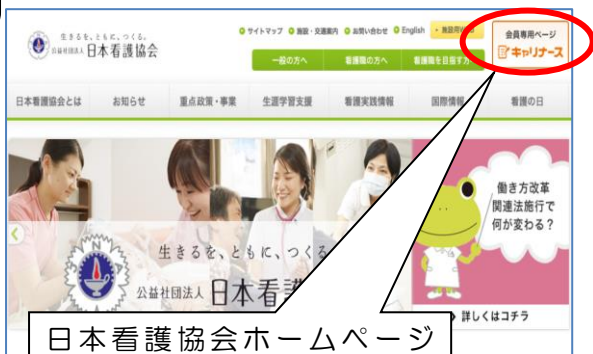 生きるを、ともに、つくる。
公益社団法人 日本看護協会
サイトマップ 施設・交通案内 お問い合わせ English
会員専用ページ
キャリナース
一般の方へ 看護職の方へ 看護職を目指す方
日本看護協会とは お知らせ 重点政策・事業 生涯学習支援 看護実践情報 国際情報 看護の日
働き方改革
関連法施行で
何が変わる?
生きるを、ともに、つくる
公益社団法人 日本看
詳しくはコチラ
日本看護協会ホームページ